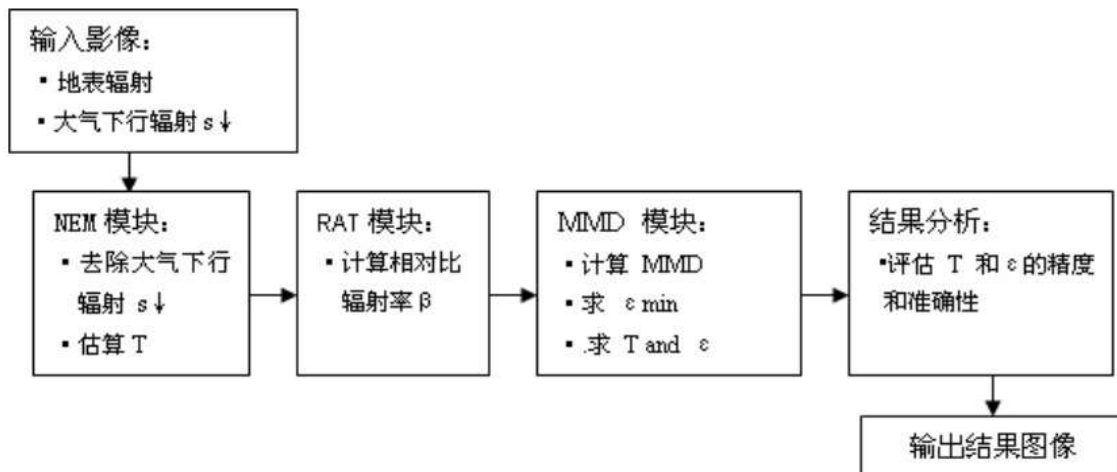 输入影像：
▪ 地表辐射
▪ 大气下行辐射 s↓
NEM 模块：
▪ 去除大气下行
辐射 s↓
▪ 估算 T
RAT 模块：
▪ 计算相对比
辐射率 β
MMD 模块：
▪ 计算 MMD
▪ 求 εmin
▪ .求 T and ε
结果分析：
▪评估 T 和 ε 的精度
和准确性
输出结果图像